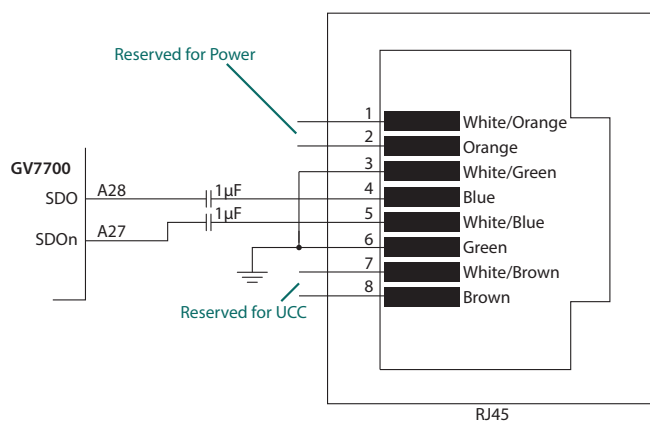 Reserved for Power
1
White/Orange
2
Orange
GV7700
3
White/Green
SDO
A28
1µF
4
Blue
1µF
5
White/Blue
SDOn
A27
6
Green
7
White/Brown
8
Brown
Reserved for UCC
RJ45